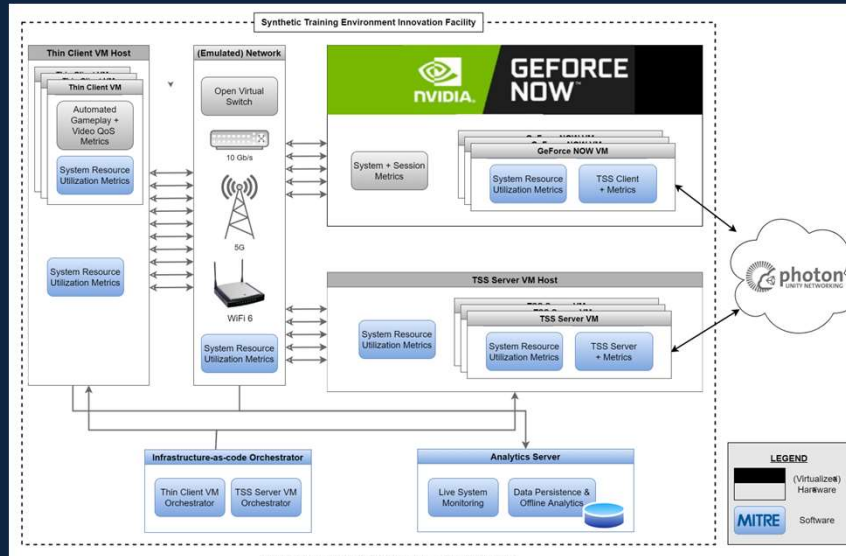 Synthetic Training Environment Innovation Facility
Thin Client VM Host
Thin Client VM
Automated
Gameplay +
Video QoS
Metrics
System Resource
Utilization Metrics
System Resource
Utilization Metrics
(Emulated) Network
Open Virtual
Switch
10 Gb/s
5G
WiFi 6
System Resource
Utilization Metrics
NVIDIA.
GEFORCE
NOW
System + Session
Metrics
GeForce NOW VM
System Resource
Utilization Metrics
TSS Client
+ Metrics
TSS Server VM Host
System Resource
Utilization Metrics
TSS Server VM
System Resource
Utilization Metrics
TSS Server
+ Metrics
photon
UNITY NETWORKING
Infrastructure-as-code Orchestrator
Thin Client VM
Orchestrator
TSS Server VM
Orchestrator
Analytics Server
Live System
Monitoring
Data Persistence &
Offline Analytics
LEGEND
(Virtualized)
Hardware
MITRE
Software